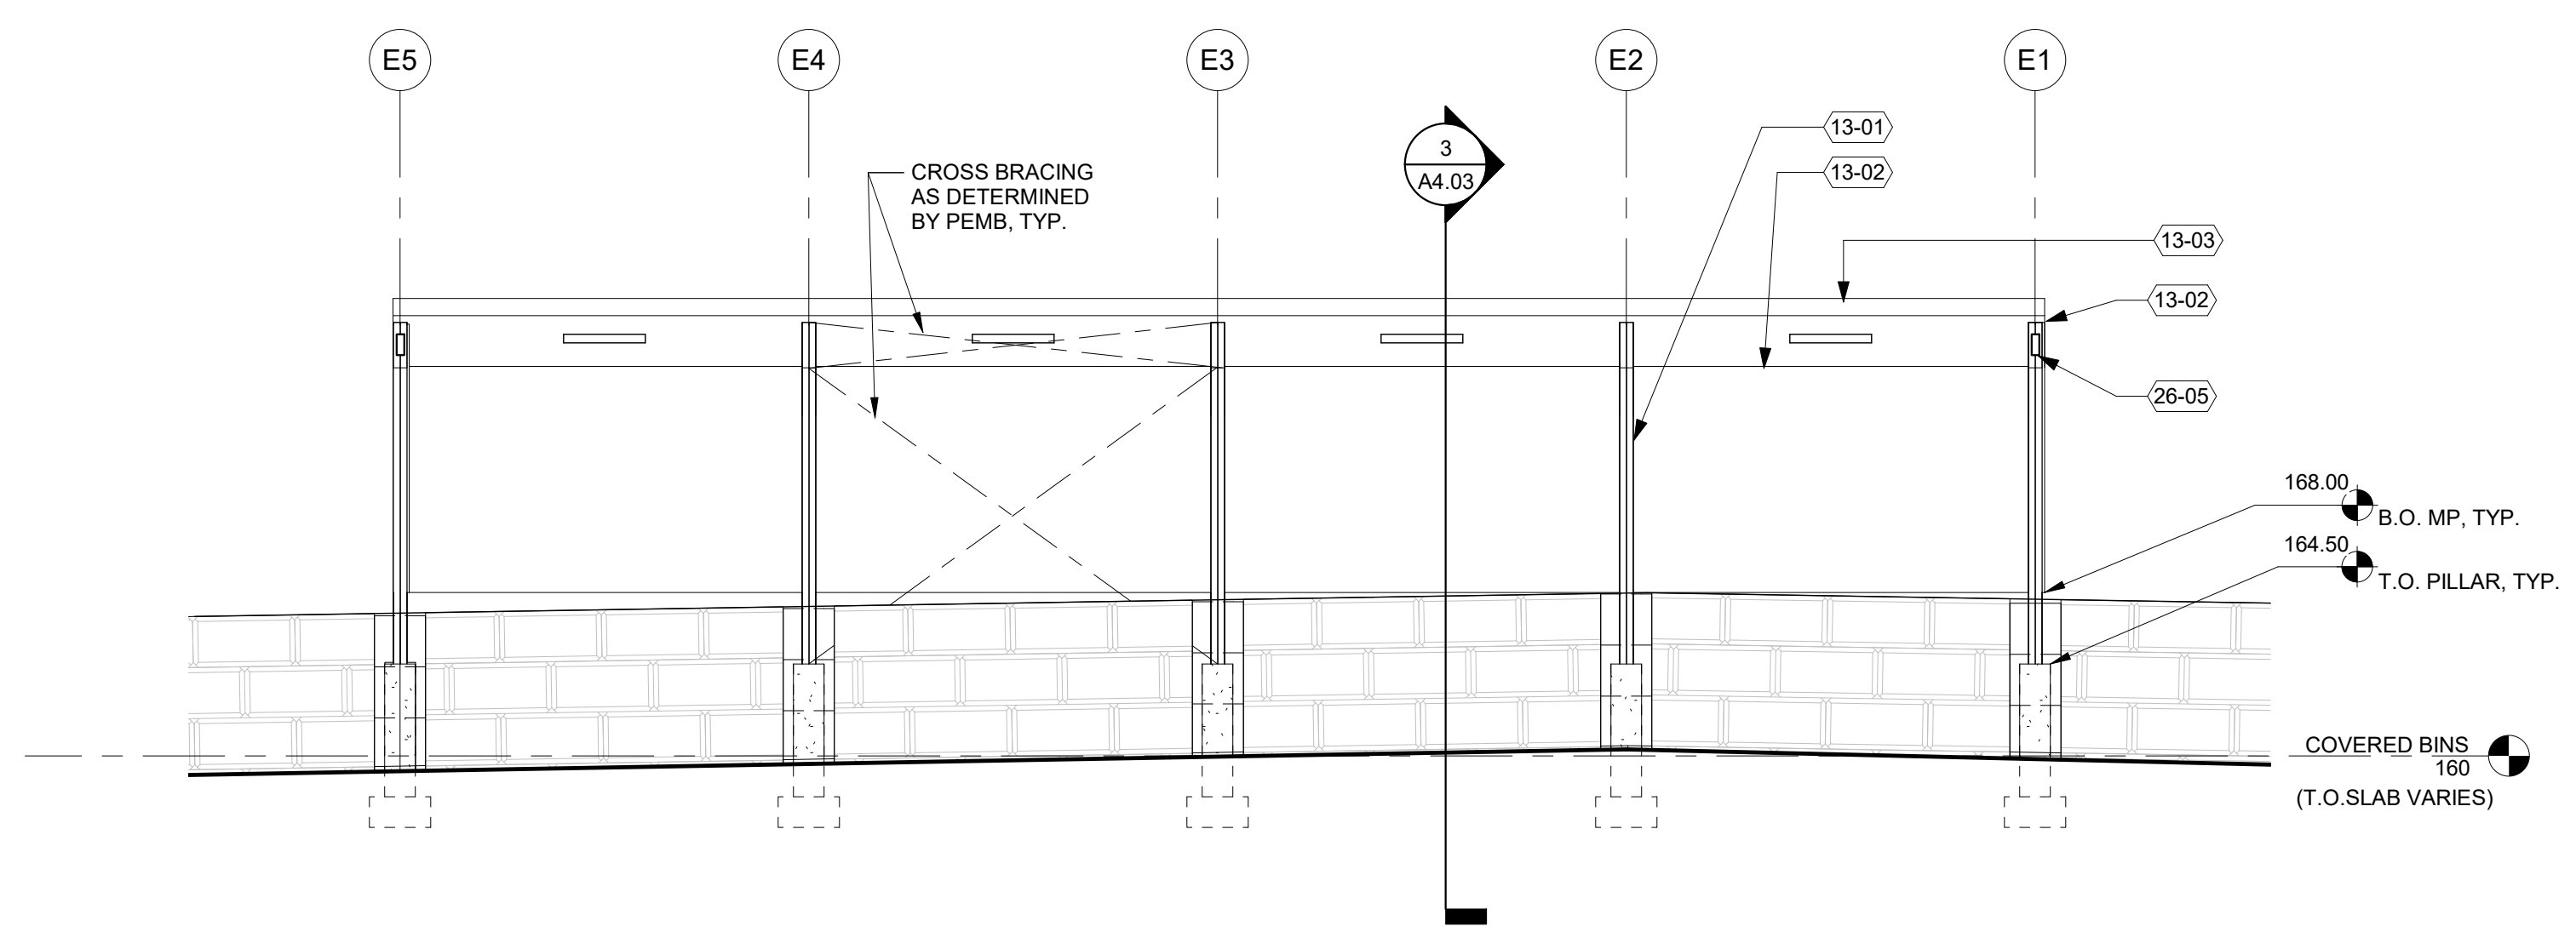 E5
E4
E3
E2
E1
13-01
3
A4.03
13-02
CROSS BRACING
AS DETERMINED
BY PEMB, TYP.
13-03
13-02
26-05
168.00
B.O. MP, TYP.
164.50
T.O. PILLAR, TYP.
COVERED BINS
160
(T.O.SLAB VARIES)